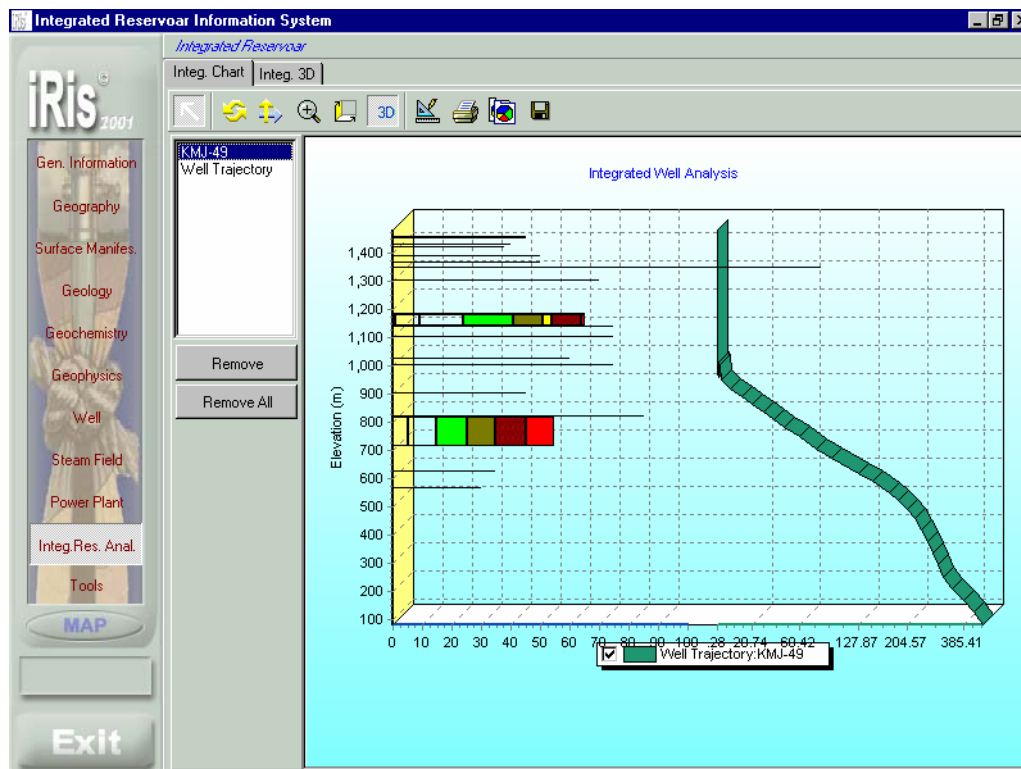 Integrated Reservoar Information System
Integrated Reservoar
Integ. Chart Integ. 3D
iRis 2001
3D
Gen. Information
Geography
Surface Manifes.
Geology
Geochemistry
Geophysics
Well
Steam Field
Power Plant
Integ.Res. Anal.
Tools
MAP
Exit
KMJ-49
Well Trajectory
Remove
Remove All
Integrated Well Analysis
Elevation (m)
1,400
1,300
1,200
1,100
1,000
900
800
700
600
500
400
300
200
100
0 10 20 30 40 50 60 70 80 90 100 .28 20.74 60.42 127.87 204.57 385.41
Well Trajectory:KMJ-49